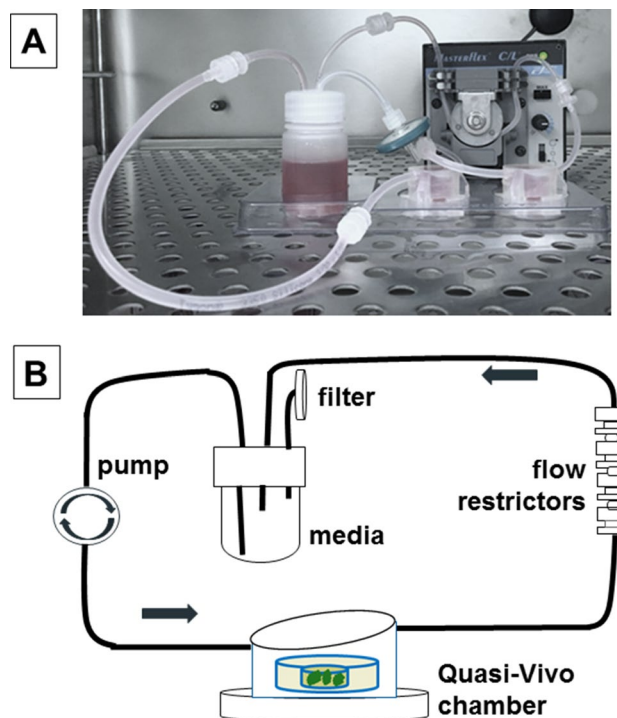 A
MASTERFLEX C/L
B
filter
pump
flow
restrictors
media
Quasi-Vivo
chamber